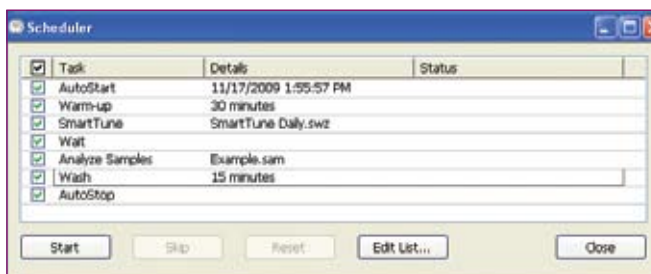 Scheduler
Task Details Status
AutoStart 11/17/2009 1:55:57 PM
Warm-up 30 minutes
SmartTune SmartTune Daily.swz
Wait
Analyze Samples Example.sam
Wash 15 minutes
AutoStop
Start Skip Reset Edit List... Close